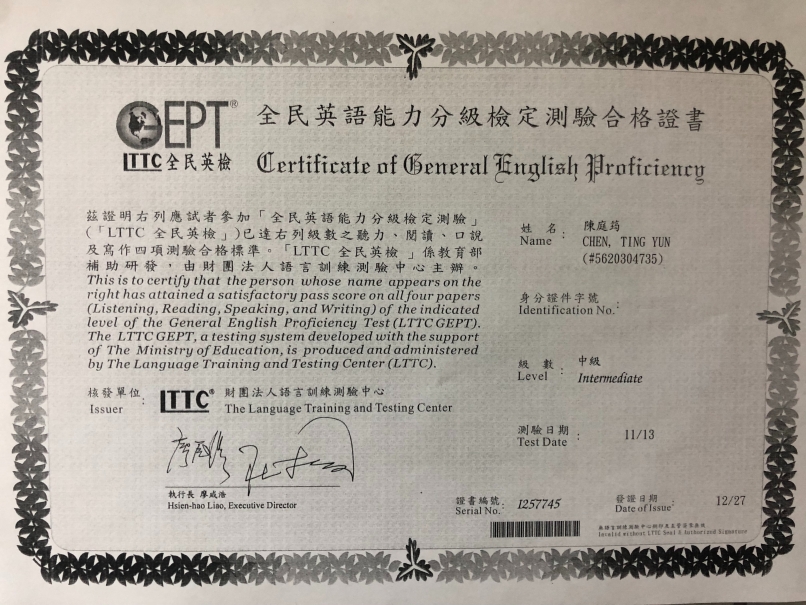 GEPT®
LTTC 全民英檢
全民英語能力分級檢定測驗合格證書
Certificate of General English Proficiency
茲證明右列應試者參加「全民英語能力分級檢定測驗」
(「LTTC 全民英檢」)已達右列級數之聽力、閱讀、口說
及寫作四項測驗合格標準。「LTTC 全民英檢」係教育部
補助研發,由財團法人語言訓練測驗中心主辦。
This is to certify that the person whose name appears on the
right has attained a satisfactory pass score on all four papers
(Listening, Reading, Speaking, and Writing) of the indicated
level of the General English Proficiency Test (LTTC GEPT).
The LTTC GEPT, a testing system developed with the support
of The Ministry of Education, is produced and administered
by The Language Training and Testing Center (LTTC).
核發單位
Issuer :
LTTC® 財團法人語言訓練測驗中心
The Language Training and Testing Center
執行長 廖咸浩
Hsien-hao Liao, Executive Director
姓 名 : 陳庭筠
Name CHEN, TING YUN
(#5620304735)
身分證件字號 :
Identification No.
級 數 : 中級
Level Intermediate
測驗日期 : 11/13
Test Date
證書編號 : I257745
Serial No.
發證日期 : 12/27
Date of Issue
Invalid without LTTC Seal & Authorized Signature